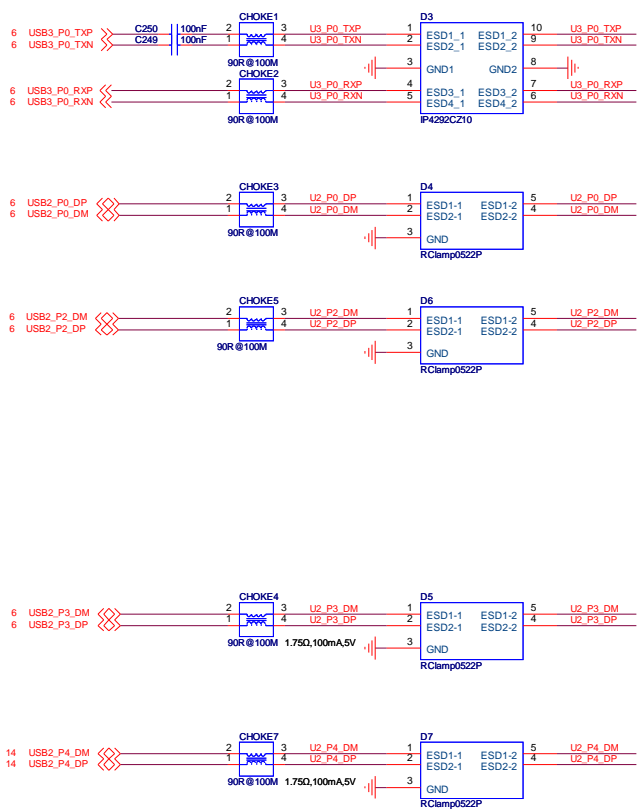 CHOKE1 D3
6 USB3_P0_TXP C250 100nF 2 3 U3_P0_TXP 1 ESD1_1 ESD1_2 10 U3_P0_TXP
6 USB3_P0_TXN C249 100nF 1 4 U3_P0_TXN 2 ESD2_1 ESD2_2 9 U3_P0_TXN
90R@100M 3 GND1 GND2 8
CHOKE2
6 USB3_P0_RXP 2 3 U3_P0_RXP 4 ESD3_1 ESD3_2 7 U3_P0_RXP
6 USB3_P0_RXN 1 4 U3_P0_RXN 5 ESD4_1 ESD4_2 6 U3_P0_RXN
90R@100M IP4292CZ10
CHOKE3 D4
6 USB2_P0_DP 2 3 U2_P0_DP 1 ESD1-1 ESD1-2 5 U2_P0_DP
6 USB2_P0_DM 1 4 U2_P0_DM 2 ESD2-1 ESD2-2 4 U2_P0_DM
90R@100M 3 GND
RClamp0522P
CHOKE5 D6
6 USB2_P2_DM 2 3 U2_P2_DM 1 ESD1-1 ESD1-2 5 U2_P2_DM
6 USB2_P2_DP 1 4 U2_P2_DP 2 ESD2-1 ESD2-2 4 U2_P2_DP
90R@100M 3 GND
RClamp0522P
CHOKE4 D5
6 USB2_P3_DM 2 3 U2_P3_DM 1 ESD1-1 ESD1-2 5 U2_P3_DM
6 USB2_P3_DP 1 4 U2_P3_DP 2 ESD2-1 ESD2-2 4 U2_P3_DP
90R@100M 1.75Ω,100mA,5V 3 GND
RClamp0522P
CHOKE7 D7
14 USB2_P4_DM 2 3 U2_P4_DM 1 ESD1-1 ESD1-2 5 U2_P4_DM
14 USB2_P4_DP 1 4 U2_P4_DP 2 ESD2-1 ESD2-2 4 U2_P4_DP
90R@100M 1.75Ω,100mA,5V 3 GND
RClamp0522P